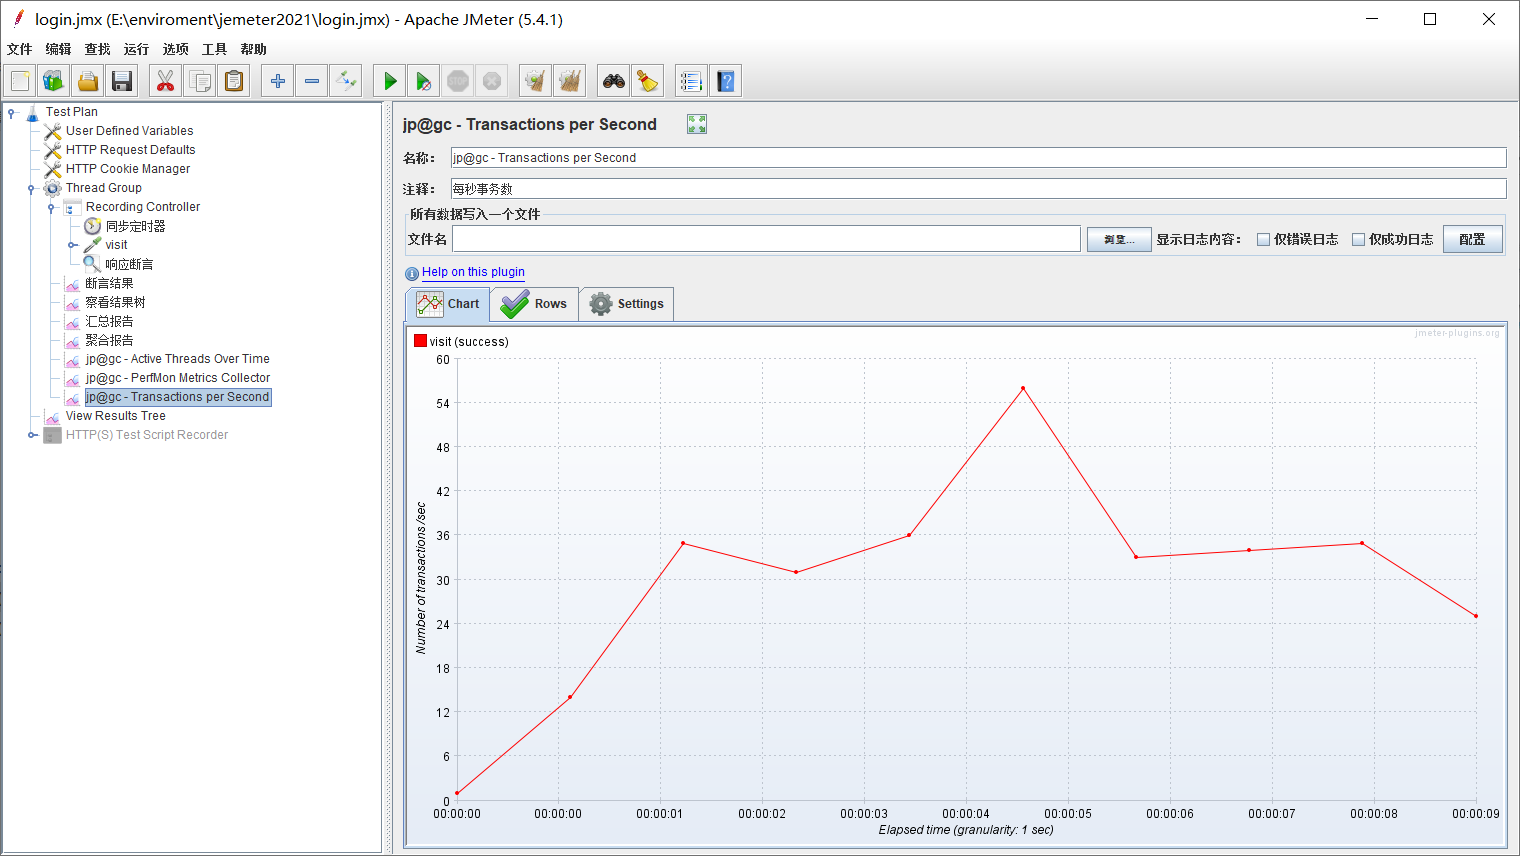 login.jmx (E:\enviroment\jemeter2021\login.jmx) - Apache JMeter (5.4.1)
文件 编辑 查找 运行 选项 工具 帮助
STOP
Test Plan
User Defined Variables
HTTP Request Defaults
HTTP Cookie Manager
Thread Group
Recording Controller
同步定时器
visit
响应断言
断言结果
察看结果树
汇总报告
聚合报告
jp@gc - Active Threads Over Time
jp@gc - PerfMon Metrics Collector
jp@gc - Transactions per Second
View Results Tree
HTTP(S) Test Script Recorder
jp@gc - Transactions per Second
名称： jp@gc - Transactions per Second
注释： 每秒事务数
所有数据写入一个文件
文件名 浏览... 显示日志内容： 仅错误日志 仅成功日志 配置
Help on this plugin
Chart Rows Settings
jmeter-plugins.org
visit (success)
60
54
48
42
36
30
24
18
12
6
0
Number of transactions /sec
00:00:00 00:00:00 00:00:01 00:00:02 00:00:03 00:00:04 00:00:05 00:00:06 00:00:07 00:00:08 00:00:09
Elapsed time (granularity: 1 sec)